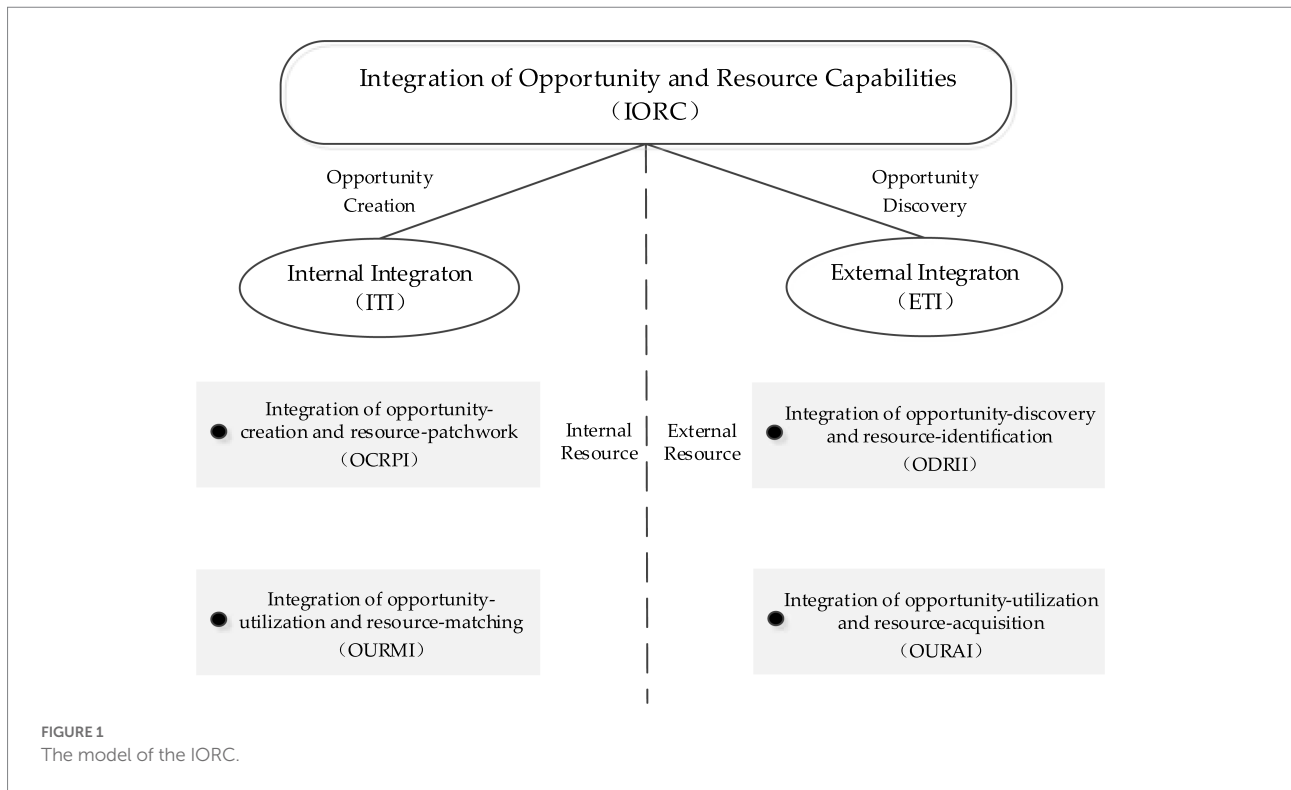 Integration of Opportunity and Resource Capabilities
（IORC）
Opportunity
Creation
Opportunity
Discovery
Internal Integraton
（ITI）
External Integraton
（ETI）
Integration of opportunity-
creation and resource-patchwork
（OCRPI）
Internal
Resource
External
Resource
Integration of opportunity-discovery
and resource-identification
（ODRII）
Integration of opportunity-
utilization and resource-matching
（OURMI）
Integration of opportunity-utilization
and resource-acquisition
（OURAI）
FIGURE 1
The model of the IORC.